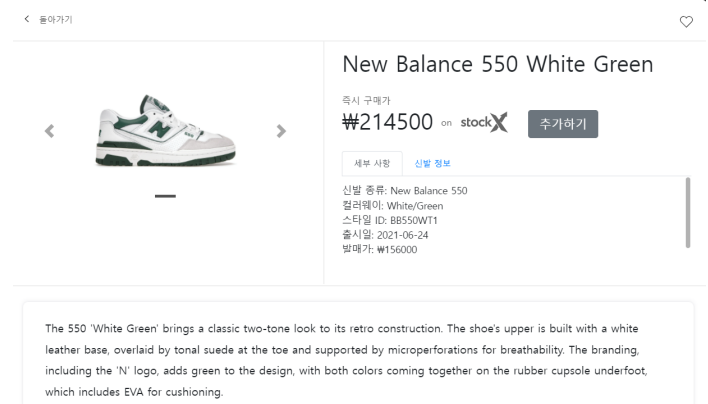 돌아가기
New Balance 550 White Green
즉시 구매가
₩214500 on stockX 추가하기
세부 사항 신발 정보
신발 종류: New Balance 550
컬러웨이: White/Green
스타일 ID: BB550WT1
출시일: 2021-06-24
발매가: ₩156000
The 550 'White Green' brings a classic two-tone look to its retro construction. The shoe's upper is built with a white
leather base, overlaid by tonal suede at the toe and supported by microperforations for breathability. The branding,
including the 'N' logo, adds green to the design, with both colors coming together on the rubber cupsole underfoot,
which includes EVA for cushioning.